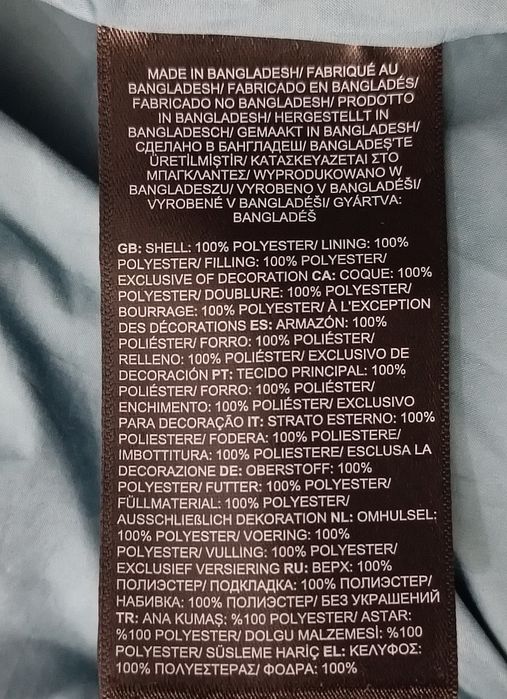 MADE IN BANGLADESH/ FABRIQUÉ AU
BANGLADESH/ FABRICADO EN BANGLADÉS/
FABRICADO NO BANGLADESH/ PRODOTTO
IN BANGLADESH/ HERGESTELLT IN
BANGLADESCH/ GEMAAKT IN BANGLADESH/
СДЕЛАНО В БАНГЛАДЕШ/ BANGLADEŞ'TE
ÜRETİLMİŞTİR/ ΚΑΤΑΣΚΕΥΑΖΕΤΑΙ ΣΤΟ
ΜΠΑΓΚΛΑΝΤΕΣ/ WYPRODUKOWANO W
BANGLADESZU/ VYROBENO V BANGLADÉŠI/
VYROBENÉ V BANGLADÉŠI/ GYÁRTVA:
BANGLADÉŠ
GB: SHELL: 100% POLYESTER/ LINING: 100%
POLYESTER/ FILLING: 100% POLYESTER/
EXCLUSIVE OF DECORATION CA: COQUE: 100%
POLYESTER/ DOUBLURE: 100% POLYESTER/
BOURRAGE: 100% POLYESTER/ À L'EXCEPTION
DES DÉCORATIONS ES: ARMAZÓN: 100%
POLIÉSTER/ FORRO: 100% POLIÉSTER/
RELLENO: 100% POLIÉSTER/ EXCLUSIVO DE
DECORACIÓN PT: TECIDO PRINCIPAL: 100%
POLIÉSTER/ FORRO: 100% POLIÉSTER/
ENCHIMENTO: 100% POLIÉSTER/ EXCLUSIVO
PARA DECORAÇÃO IT: STRATO ESTERNO: 100%
POLIESTERE/ FODERA: 100% POLIESTERE/
IMBOTTITURA: 100% POLIESTERE/ ESCLUSA LA
DECORAZIONE DE: OBERSTOFF: 100%
POLYESTER/ FUTTER: 100% POLYESTER/
FÜLLMATERIAL: 100% POLYESTER/
AUSSCHLIEßLICH DEKORATION NL: OMHULSEL:
100% POLYESTER/ VOERING: 100%
POLYESTER/ VULLING: 100% POLYESTER/
EXCLUSIEF VERSIERING RU: ВЕРХ: 100%
ПОЛИЭСТЕР/ ПОДКЛАДКА: 100% ПОЛИЭСТЕР/
НАБИВКА: 100% ПОЛИЭСТЕР/ БЕЗ УКРАШЕНИЙ
TR: ANA KUMAŞ: %100 POLYESTER/ ASTAR:
%100 POLYESTER/ DOLGU MALZEMESİ: %100
POLYESTER/ SÜSLEME HARİÇ EL: ΚΕΛΥΦΟΣ:
100% ΠΟΛΥΕΣΤΕΡΑΣ/ ΦΟΔΡΑ: 100%